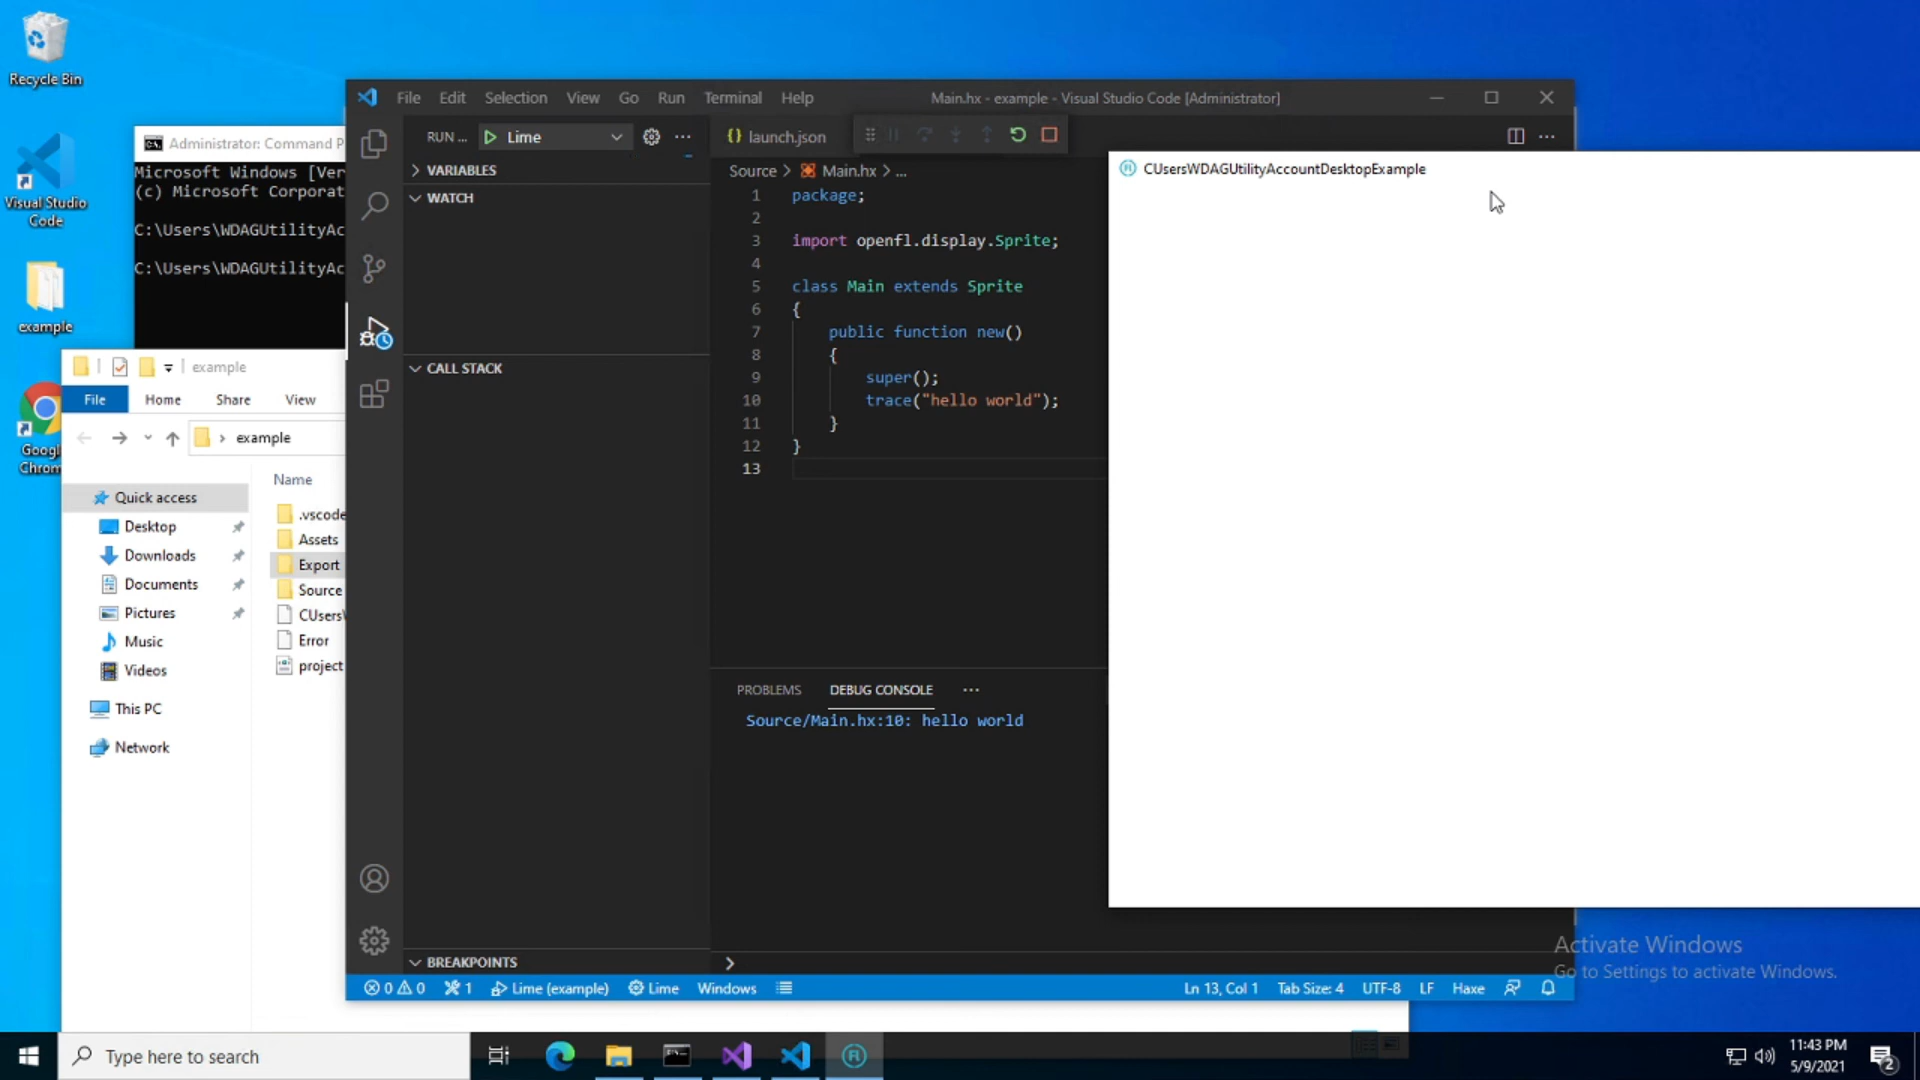 Recycle Bin
Visual Studio
Code
example
Googl
Chrom
Administrator: Command P
Microsoft Windows [Ver
(c) Microsoft Corporat
C:\Users\WDAGUtilityAc
C:\Users\WDAGUtilityAc
example
File
Home
Share
View
example
Name
Quick access
Desktop
Downloads
Documents
Pictures
Music
Videos
This PC
Network
.vscode
Assets
Export
Source
CUsers
Error
project
File Edit Selection View Go Run Terminal Help
Main.hx - example - Visual Studio Code [Administrator]
RUN ...
Lime
VARIABLES
WATCH
CALL STACK
BREAKPOINTS
launch.json
Source > Main.hx > ...
1 package;
2
3 import openfl.display.Sprite;
4
5 class Main extends Sprite
6 {
7 public function new()
8 {
9 super();
10 trace("hello world");
11 }
12 }
13
PROBLEMS DEBUG CONSOLE ...
Source/Main.hx:10: hello world
0 0 1 Lime (example) Lime Windows
Ln 13, Col 1 Tab Size: 4 UTF-8 LF Haxe
CUsersWDAGUtilityAccountDesktopExample
Activate Windows
Go to Settings to activate Windows.
Type here to search
11:43 PM
5/9/2021
2